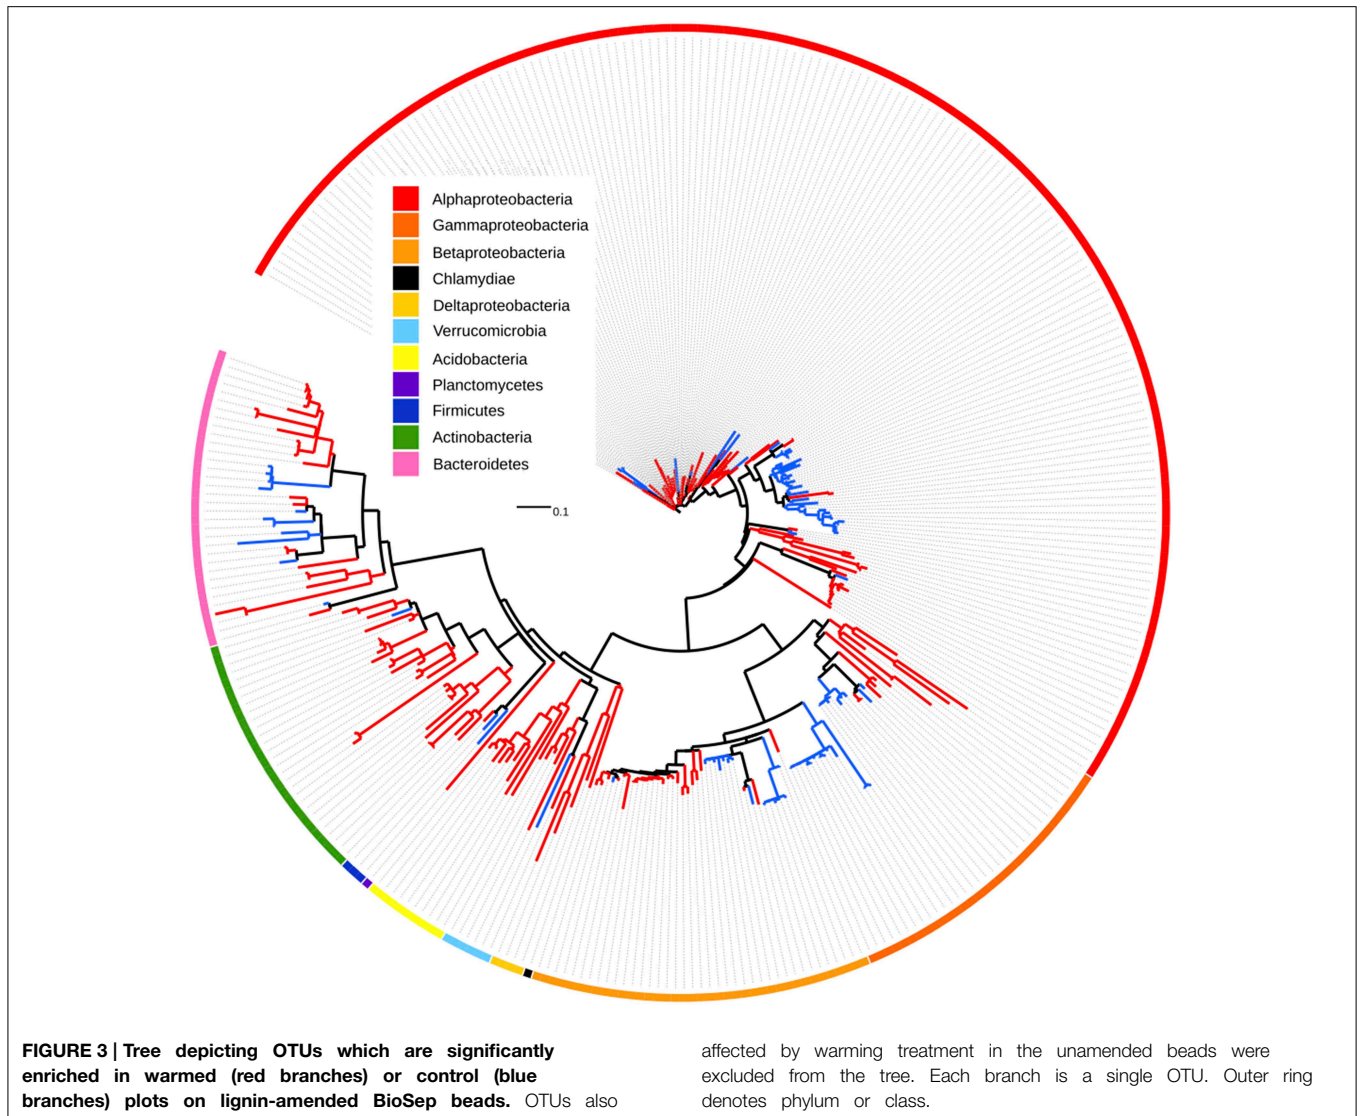 Alphaproteobacteria
Gammaproteobacteria
Betaproteobacteria
Chlamydiae
Deltaproteobacteria
Verrucomicrobia
Acidobacteria
Planctomycetes
Firmicutes
Actinobacteria
Bacteroidetes
0.1
FIGURE 3 | Tree depicting OTUs which are significantly
enriched in warmed (red branches) or control (blue
branches) plots on lignin-amended BioSep beads. OTUs also
affected by warming treatment in the unamended beads were
excluded from the tree. Each branch is a single OTU. Outer ring
denotes phylum or class.